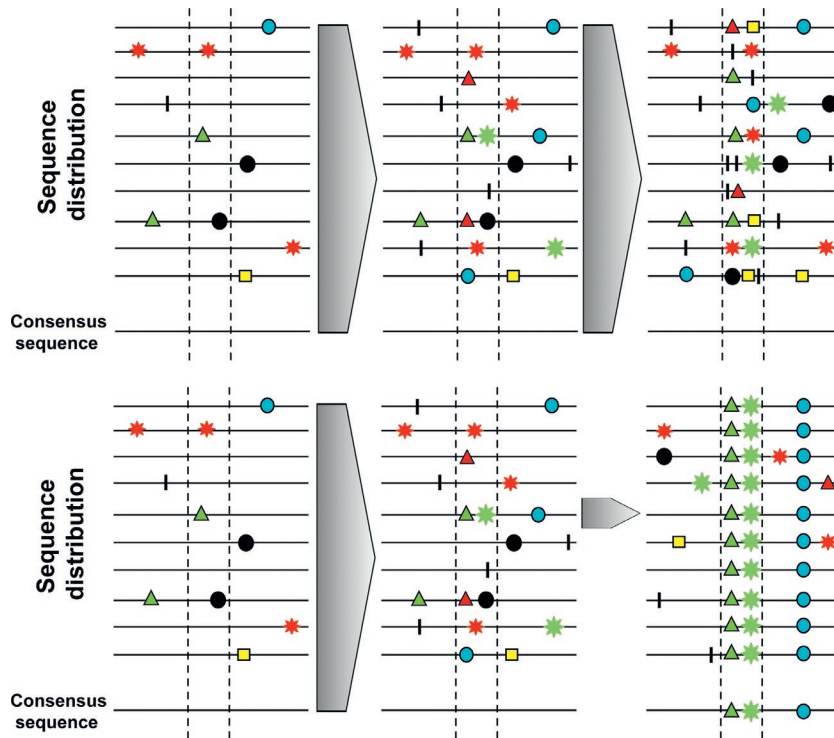 Sequence
distribution
Consensus
sequence
Sequence
distribution
Consensus
sequence